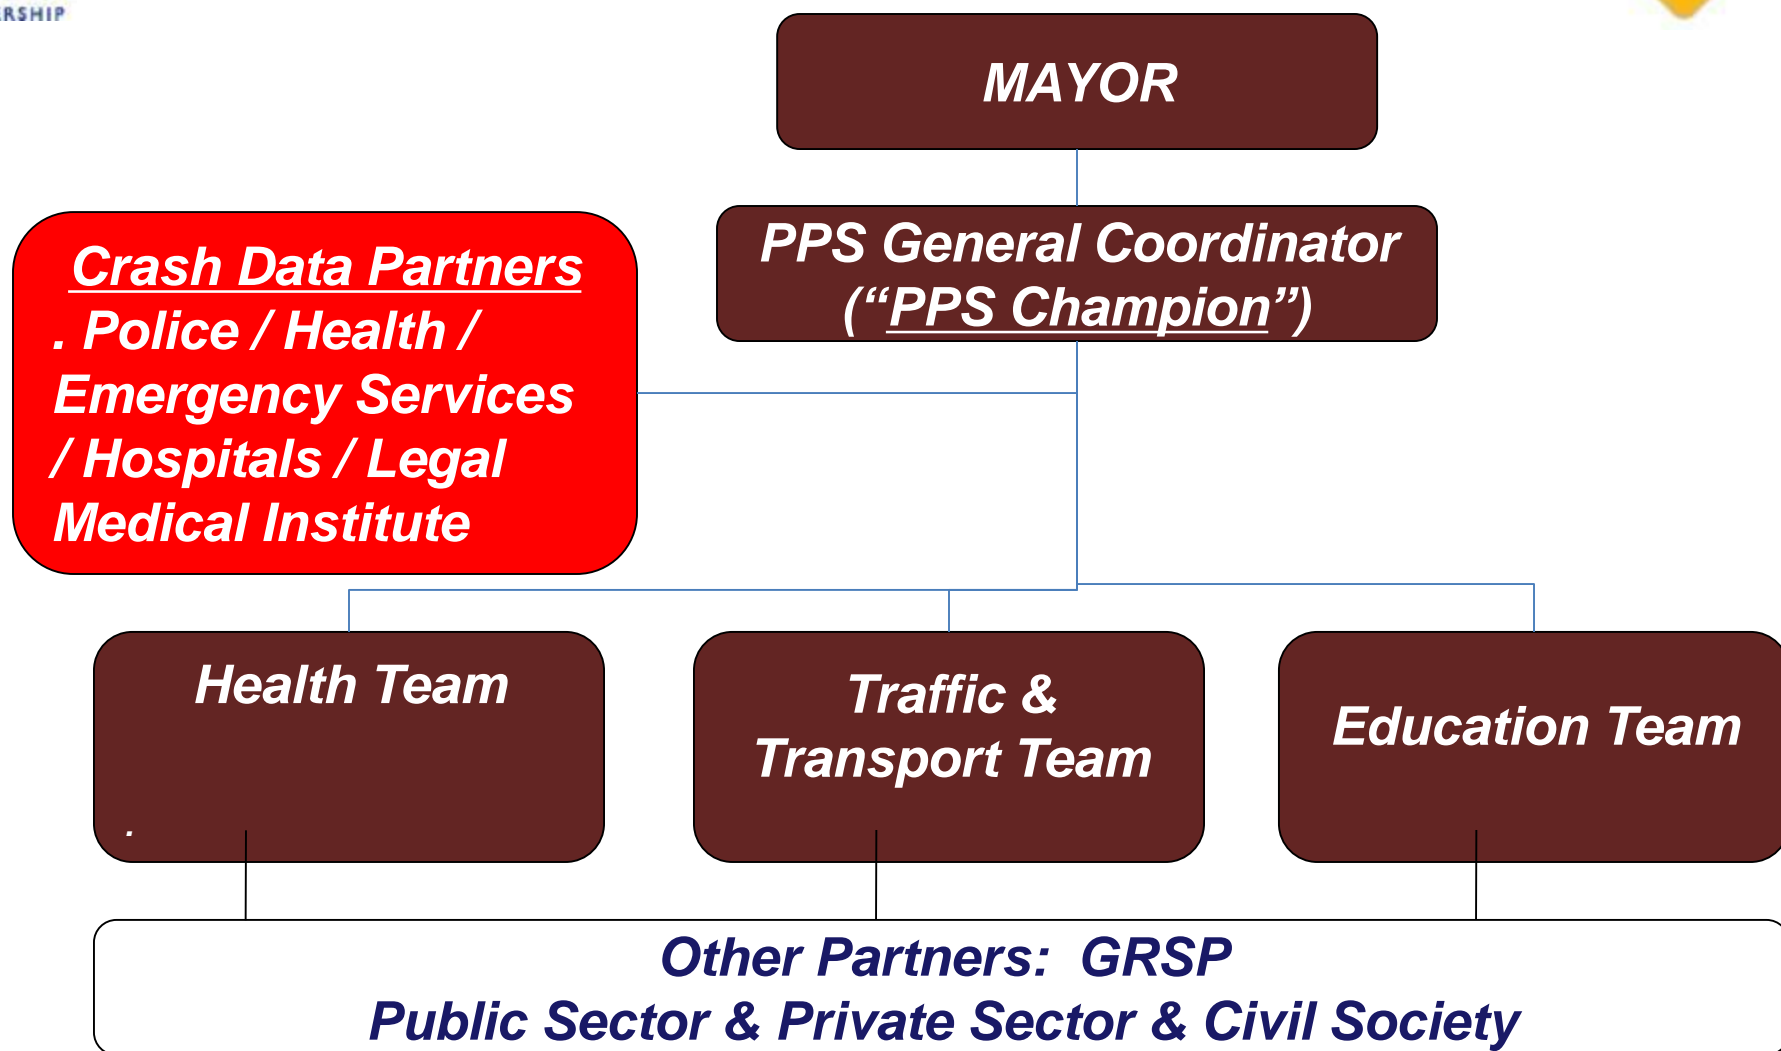 MAYOR
PPS General Coordinator
(“PPS Champion”)
Crash Data Partners
. Police / Health /
Emergency Services
/ Hospitals / Legal
Medical Institute
Health Team
.
Traffic &
Transport Team
Education Team
Other Partners: GRSP
Public Sector & Private Sector & Civil Society